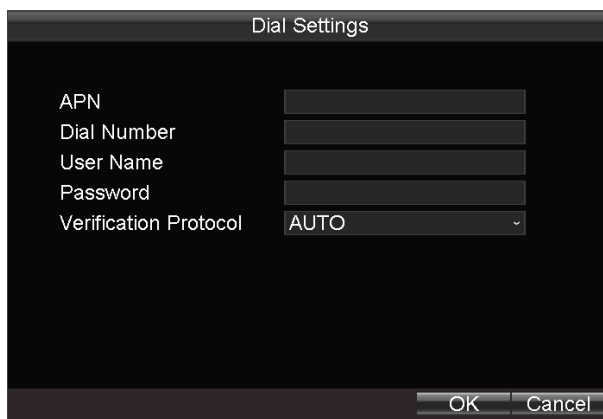 Dial Settings
APN
Dial Number
User Name
Password
Verification Protocol AUTO
OK Cancel